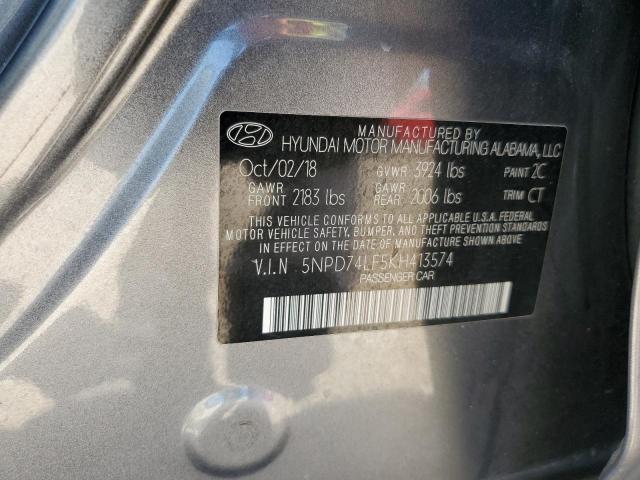 MANUFACTURED BY
HYUNDAI MOTOR MANUFACTURING ALABAMA, LLC
Oct/02/18 GVWR 3924 lbs PAINT 2C
GAWR FRONT 2183 lbs GAWR REAR 2006 lbs TRIM CT
THIS VEHICLE CONFORMS TO ALL APPLICABLE U.S.A. FEDERAL
MOTOR VEHICLE SAFETY, BUMPER, AND THEFT PREVENTION STANDARDS
IN EFFECT ON THE DATE OF MANUFACTURE SHOWN ABOVE.
V.I.N 5NPD74LF5KH413574
PASSENGER CAR